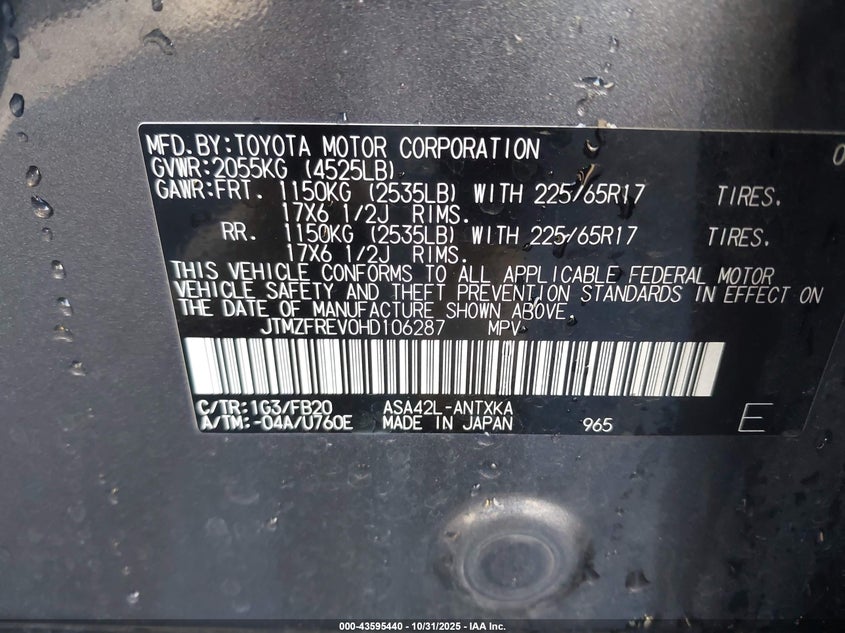 MFD.BY:TOYOTA MOTOR CORPORATION
GVWR:2055KG (4525LB)
GAWR:FRT. 1150KG (2535LB) WITH 225/65R17 TIRES.
17X6 1/2J RIMS.
RR. 1150KG (2535LB) WITH 225/65R17 TIRES.
17X6 1/2J RIMS.
THIS VEHICLE CONFORMS TO ALL APPLICABLE FEDERAL MOTOR
VEHICLE SAFETY AND THEFT PREVENTION STANDARDS IN EFFECT ON
THE DATE OF MANUFACTURE SHOWN ABOVE.
JTMZFREV0HD106287 MPV
C/TR:1G3/FB20 ASA42L-ANTXKA
A/TM:-04A/U760E MADE IN JAPAN 965 E
000-43595440 - 10/31/2025 - IAA Inc.